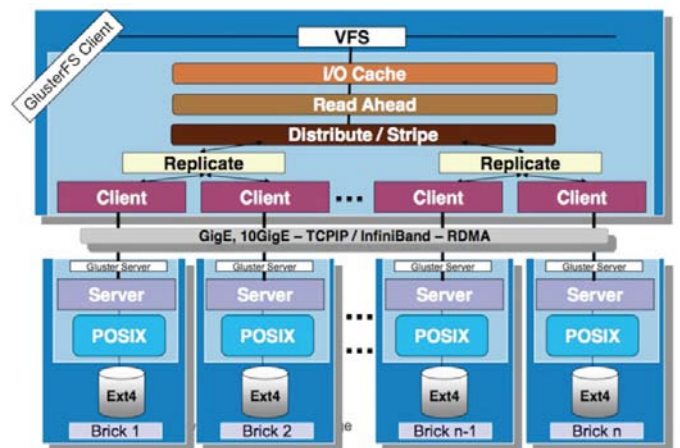 GlusterFS Client
VFS
I/O Cache
Read Ahead
Distribute / Stripe
Replicate Replicate
Client Client ... Client Client
GigE, 10GigE – TCPIP / InfiniBand – RDMA
Gluster Server Gluster Server Gluster Server Gluster Server
Server Server Server Server
...
POSIX POSIX POSIX POSIX
...
Ext4 Ext4 Ext4 Ext4
Brick 1 Brick 2 Brick n-1 Brick n